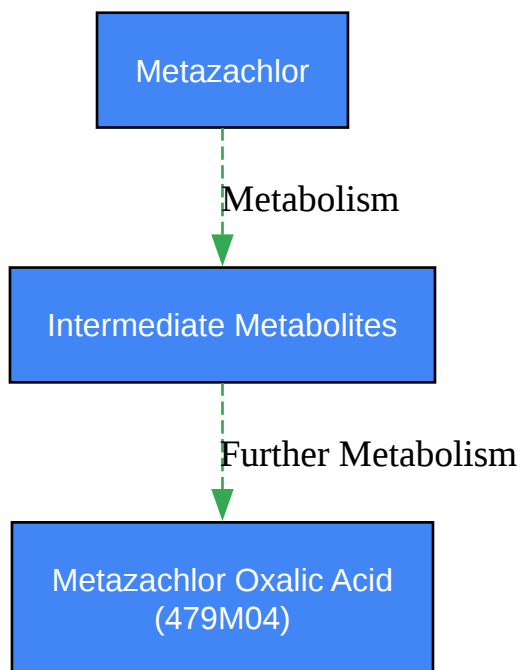 Metazachlor
Metabolism
Intermediate Metabolites
Further Metabolism
Metazachlor Oxalic Acid
(479M04)